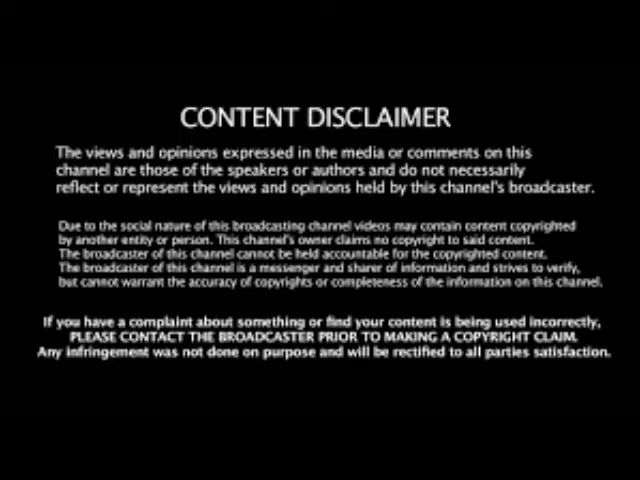 CONTENT DISCLAIMER
The views and opinions expressed in the media or comments on this
channel are those of the speakers or authors and do not necessarily
reflect or represent the views and opinions held by this channel's broadcaster.
Due to the social nature of this broadcasting channel videos may contain content copyrighted
by another entity or person. This channel's owner claims no copyright to said content.
The broadcaster of this channel cannot be held accountable for the copyrighted content.
The broadcaster of this channel is a messenger and sharer of information and strives to verify,
but cannot warrant the accuracy of copyrights or completeness of the information on this channel.
If you have a complaint about something or find your content is being used incorrectly,
PLEASE CONTACT THE BROADCASTER PRIOR TO MAKING A COPYRIGHT CLAIM.
Any infringement was not done on purpose and will be rectified to all parties satisfaction.